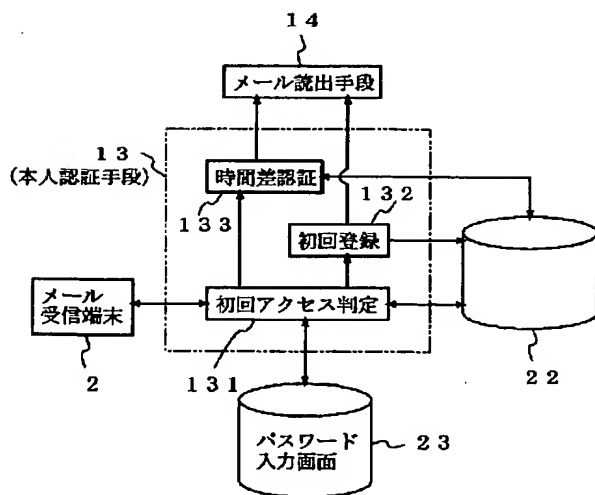 １４
メール読出手段
１３
(本人認証手段)
時間差認証
１３３
１３２
初回登録
メール
受信端末
初回アクセス判定
２
１３１
２２
パスワード
入力画面
２３